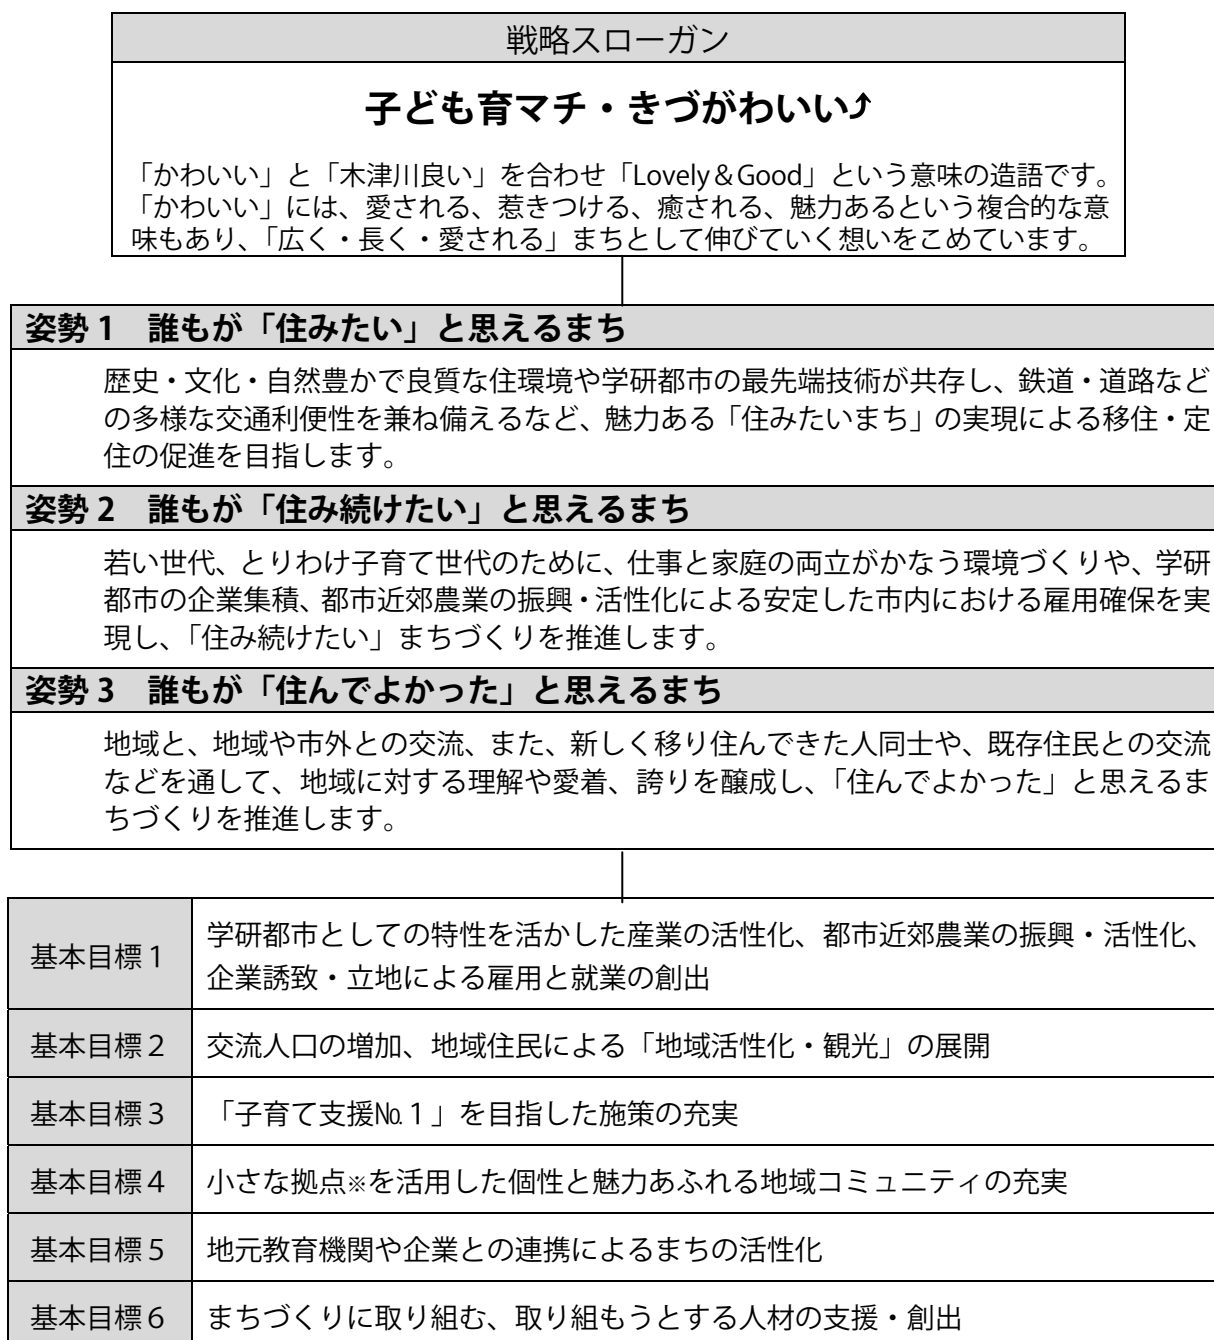 戦略スローガン
子ども育マチ・きづがわいい⤴
「かわいい」と「木津川良い」を合わせ「Lovely＆Good」という意味の造語です。
「かわいい」には、愛される、惹きつける、癒される、魅力あるという複合的な意
味もあり、「広く・長く・愛される」まちとして伸びていく想いをこめています。
姿勢1　誰もが「住みたい」と思えるまち
歴史・文化・自然豊かで良質な住環境や学研都市の最先端技術が共存し、鉄道・道路など
の多様な交通利便性を兼ね備えるなど、魅力ある「住みたいまち」の実現による移住・定
住の促進を目指します。
姿勢2　誰もが「住み続けたい」と思えるまち
若い世代、とりわけ子育て世代のために、仕事と家庭の両立がかなう環境づくりや、学研
都市の企業集積、都市近郊農業の振興・活性化による安定した市内における雇用確保を実
現し、「住み続けたい」まちづくりを推進します。
姿勢3　誰もが「住んでよかった」と思えるまち
地域と、地域や市外との交流、また、新しく移り住んできた人同士や、既存住民との交流
などを通して、地域に対する理解や愛着、誇りを醸成し、「住んでよかった」と思えるま
ちづくりを推進します。
基本目標１　学研都市としての特性を活かした産業の活性化、都市近郊農業の振興・活性化、
企業誘致・立地による雇用と就業の創出
基本目標２　交流人口の増加、地域住民による「地域活性化・観光」の展開
基本目標３　「子育て支援№１」を目指した施策の充実
基本目標４　小さな拠点※を活用した個性と魅力あふれる地域コミュニティの充実
基本目標５　地元教育機関や企業との連携によるまちの活性化
基本目標６　まちづくりに取り組む、取り組もうとする人材の支援・創出